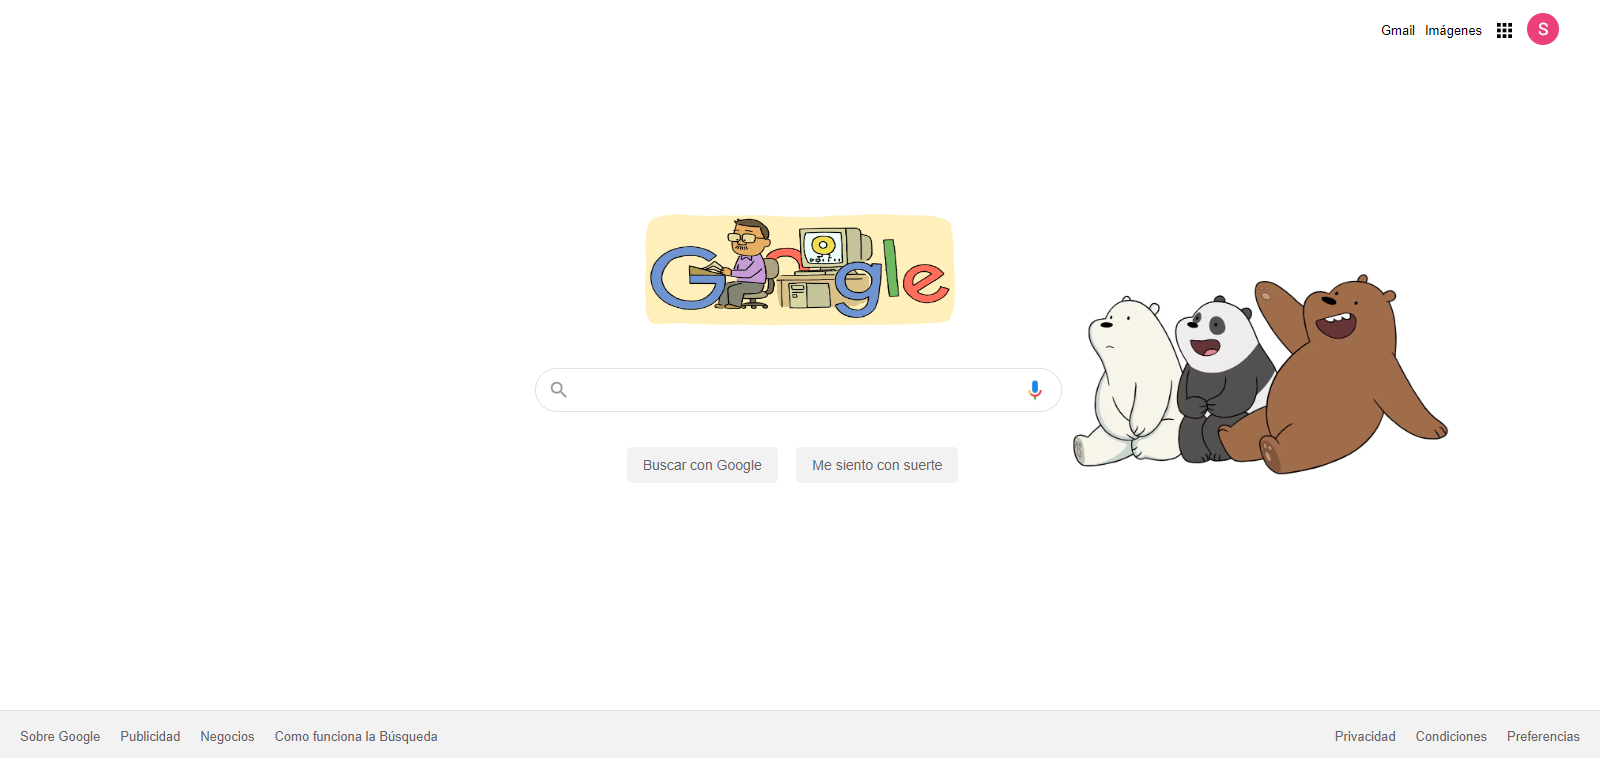 Gmail Imágenes S
Google
Buscar con Google Me siento con suerte
Sobre Google Publicidad Negocios Como funciona la Búsqueda Privacidad Condiciones Preferencias